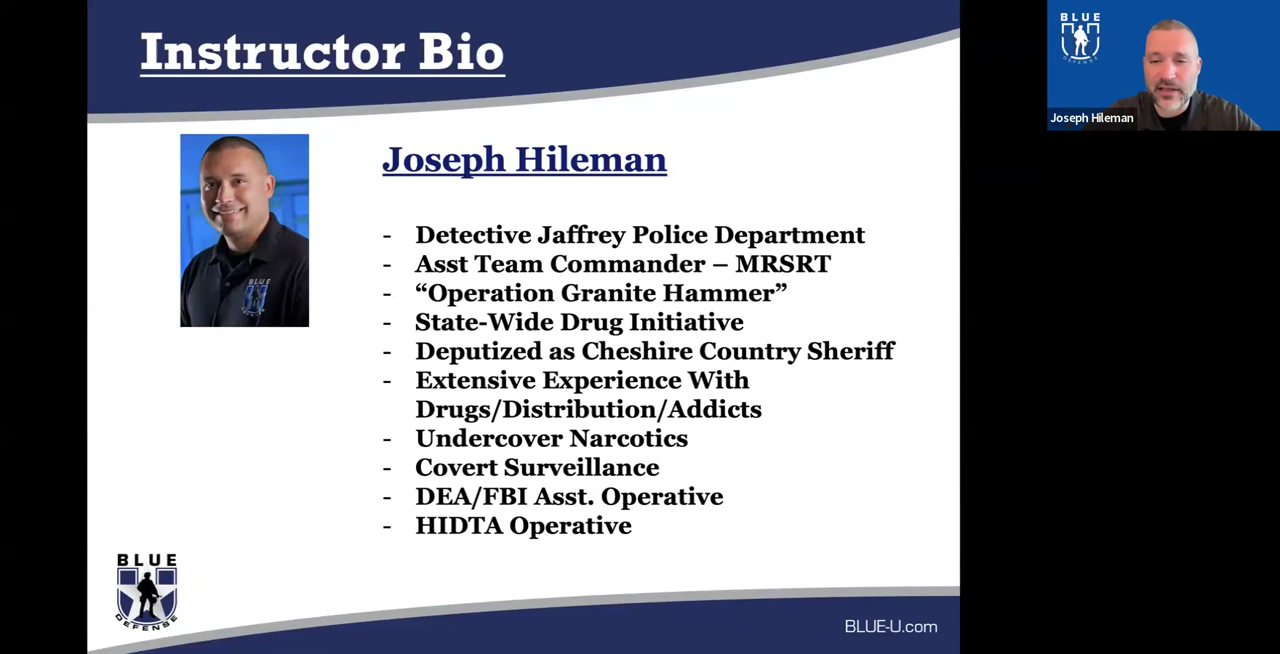 Instructor Bio
Joseph Hileman
- Detective Jaffrey Police Department
- Asst Team Commander – MRSRT
- “Operation Granite Hammer”
- State-Wide Drug Initiative
- Deputized as Cheshire Country Sheriff
- Extensive Experience With
Drugs/Distribution/Addicts
- Undercover Narcotics
- Covert Surveillance
- DEA/FBI Asst. Operative
- HIDTA Operative
BLUE
DEFENSE
BLUE-U.com
BLUE
DEFENSE
Joseph Hileman
BLUE